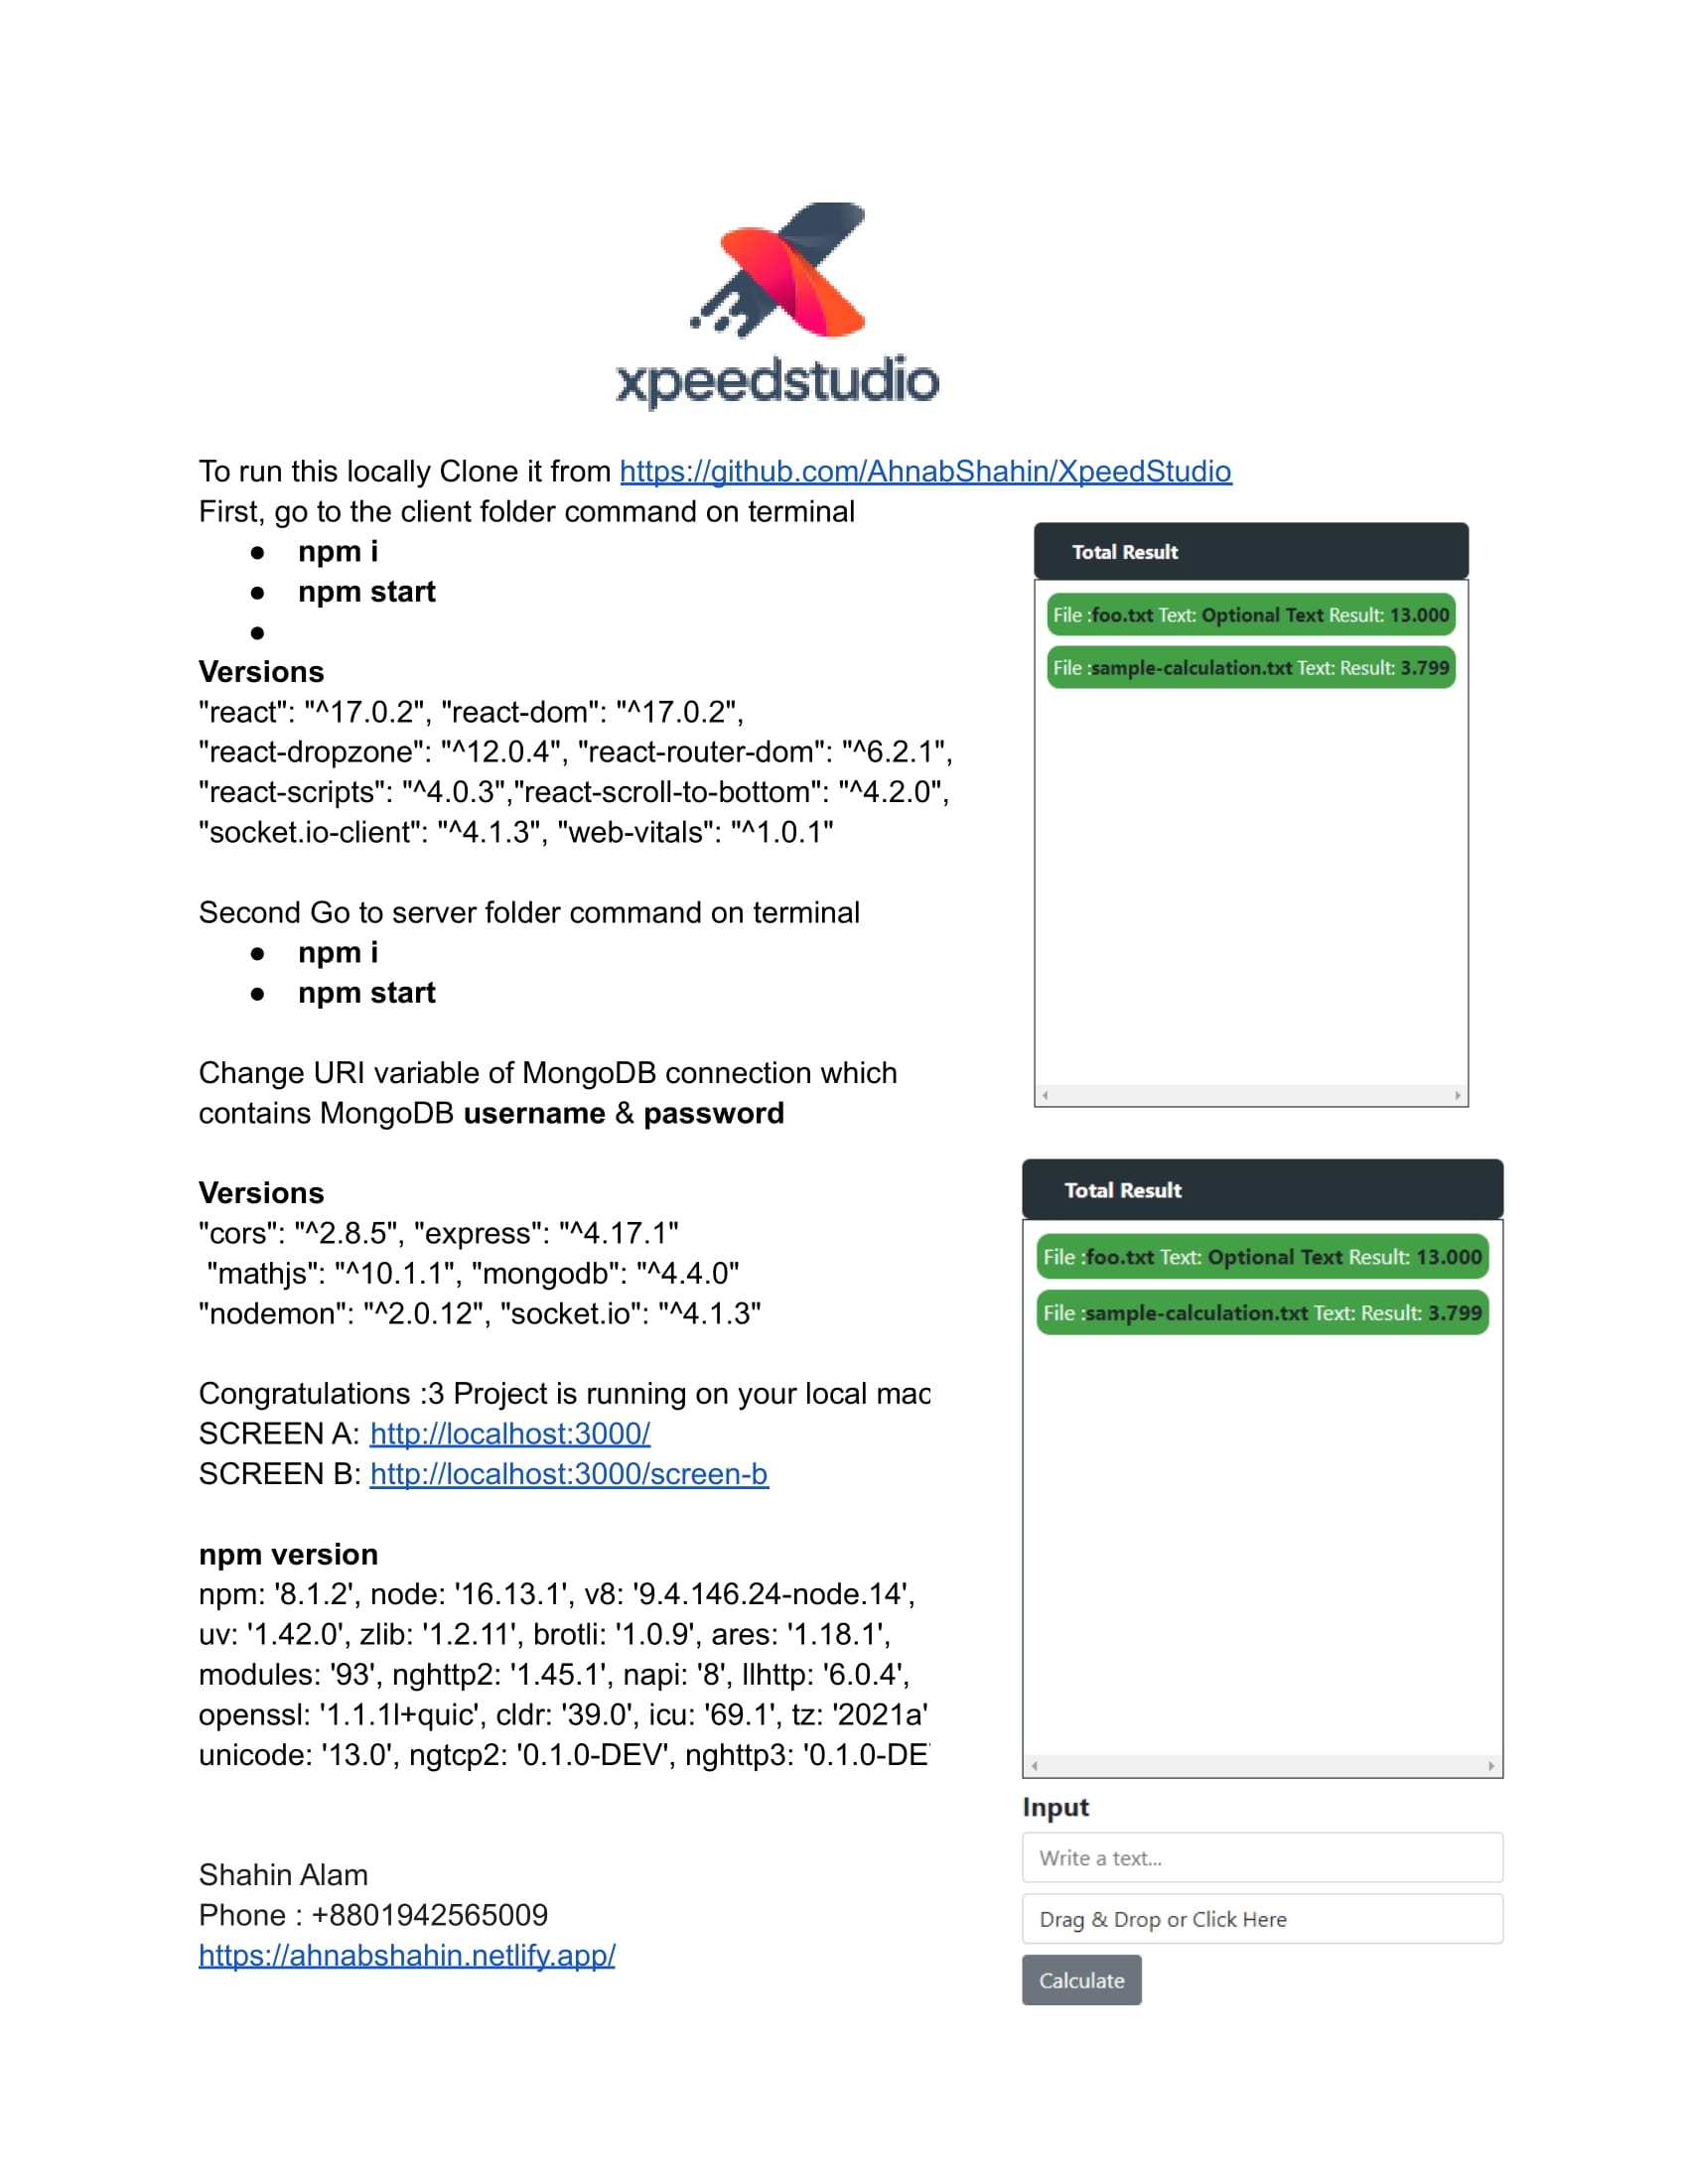 xpeedstudio
To run this locally Clone it from https://github.com/AhnabShahin/XpeedStudio
First, go to the client folder command on terminal
● npm i
● npm start
●
Versions
"react": "^17.0.2", "react-dom": "^17.0.2",
"react-dropzone": "^12.0.4", "react-router-dom": "^6.2.1",
"react-scripts": "^4.0.3","react-scroll-to-bottom": "^4.2.0",
"socket.io-client": "^4.1.3", "web-vitals": "^1.0.1"
Second Go to server folder command on terminal
● npm i
● npm start
Change URI variable of MongoDB connection which
contains MongoDB username & password
Versions
"cors": "^2.8.5", "express": "^4.17.1"
"mathjs": "^10.1.1", "mongodb": "^4.4.0"
"nodemon": "^2.0.12", "socket.io": "^4.1.3"
Congratulations :3 Project is running on your local mac
SCREEN A: http://localhost:3000/
SCREEN B: http://localhost:3000/screen-b
npm version
npm: '8.1.2', node: '16.13.1', v8: '9.4.146.24-node.14',
uv: '1.42.0', zlib: '1.2.11', brotli: '1.0.9', ares: '1.18.1',
modules: '93', nghttp2: '1.45.1', napi: '8', llhttp: '6.0.4',
openssl: '1.1.1l+quic', cldr: '39.0', icu: '69.1', tz: '2021a'
unicode: '13.0', ngtcp2: '0.1.0-DEV', nghttp3: '0.1.0-DE
Shahin Alam
Phone : +8801942565009
https://ahnabshahin.netlify.app/
Total Result
File :foo.txt Text: Optional Text Result: 13.000
File :sample-calculation.txt Text: Result: 3.799
Total Result
File :foo.txt Text: Optional Text Result: 13.000
File :sample-calculation.txt Text: Result: 3.799
Input
Write a text...
Drag & Drop or Click Here
Calculate